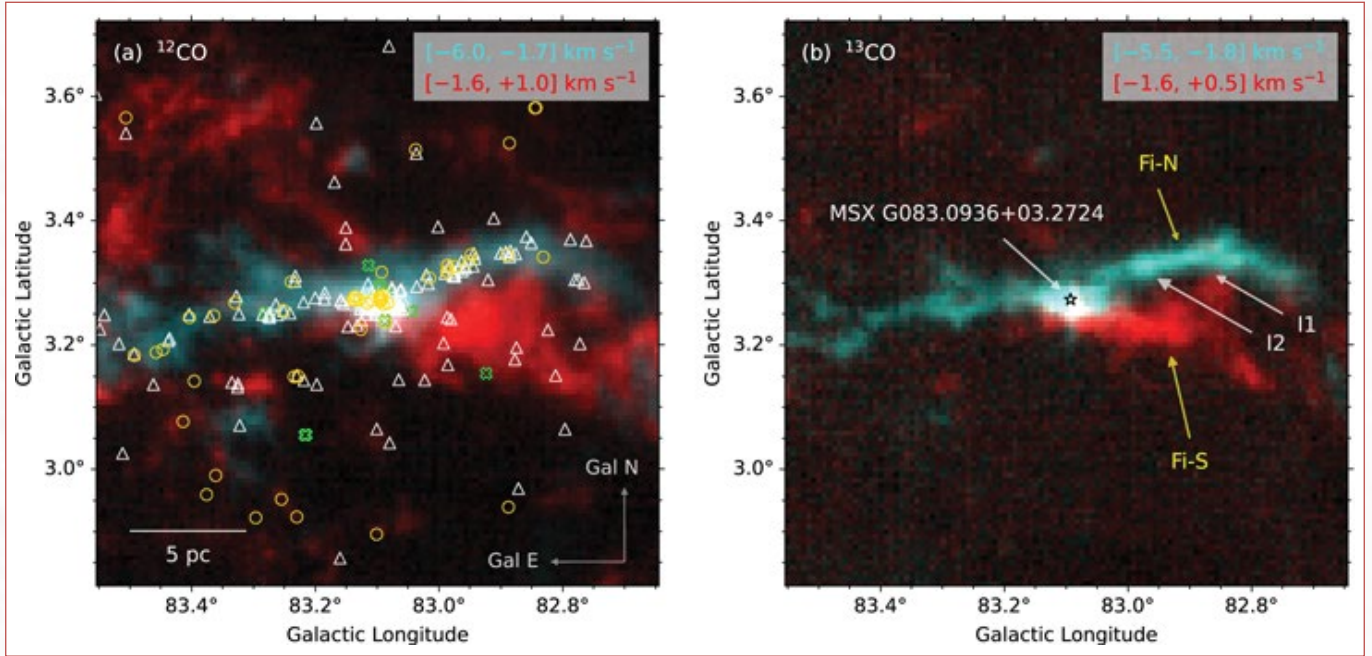 (a) ¹²CO
[−6.0, −1.7] km s⁻¹
[−1.6, +1.0] km s⁻¹
3.6°
3.4°
3.2°
3.0°
Galactic Latitude
Gal N
Gal E
5 pc
83.4° 83.2° 83.0° 82.8°
Galactic Longitude
(b) ¹³CO
[−5.5, −1.8] km s⁻¹
[−1.6, +0.5] km s⁻¹
Fi-N
MSX G083.0936+03.2724
I1
I2
Fi-S
3.6°
3.4°
3.2°
3.0°
Galactic Latitude
83.4° 83.2° 83.0° 82.8°
Galactic Longitude